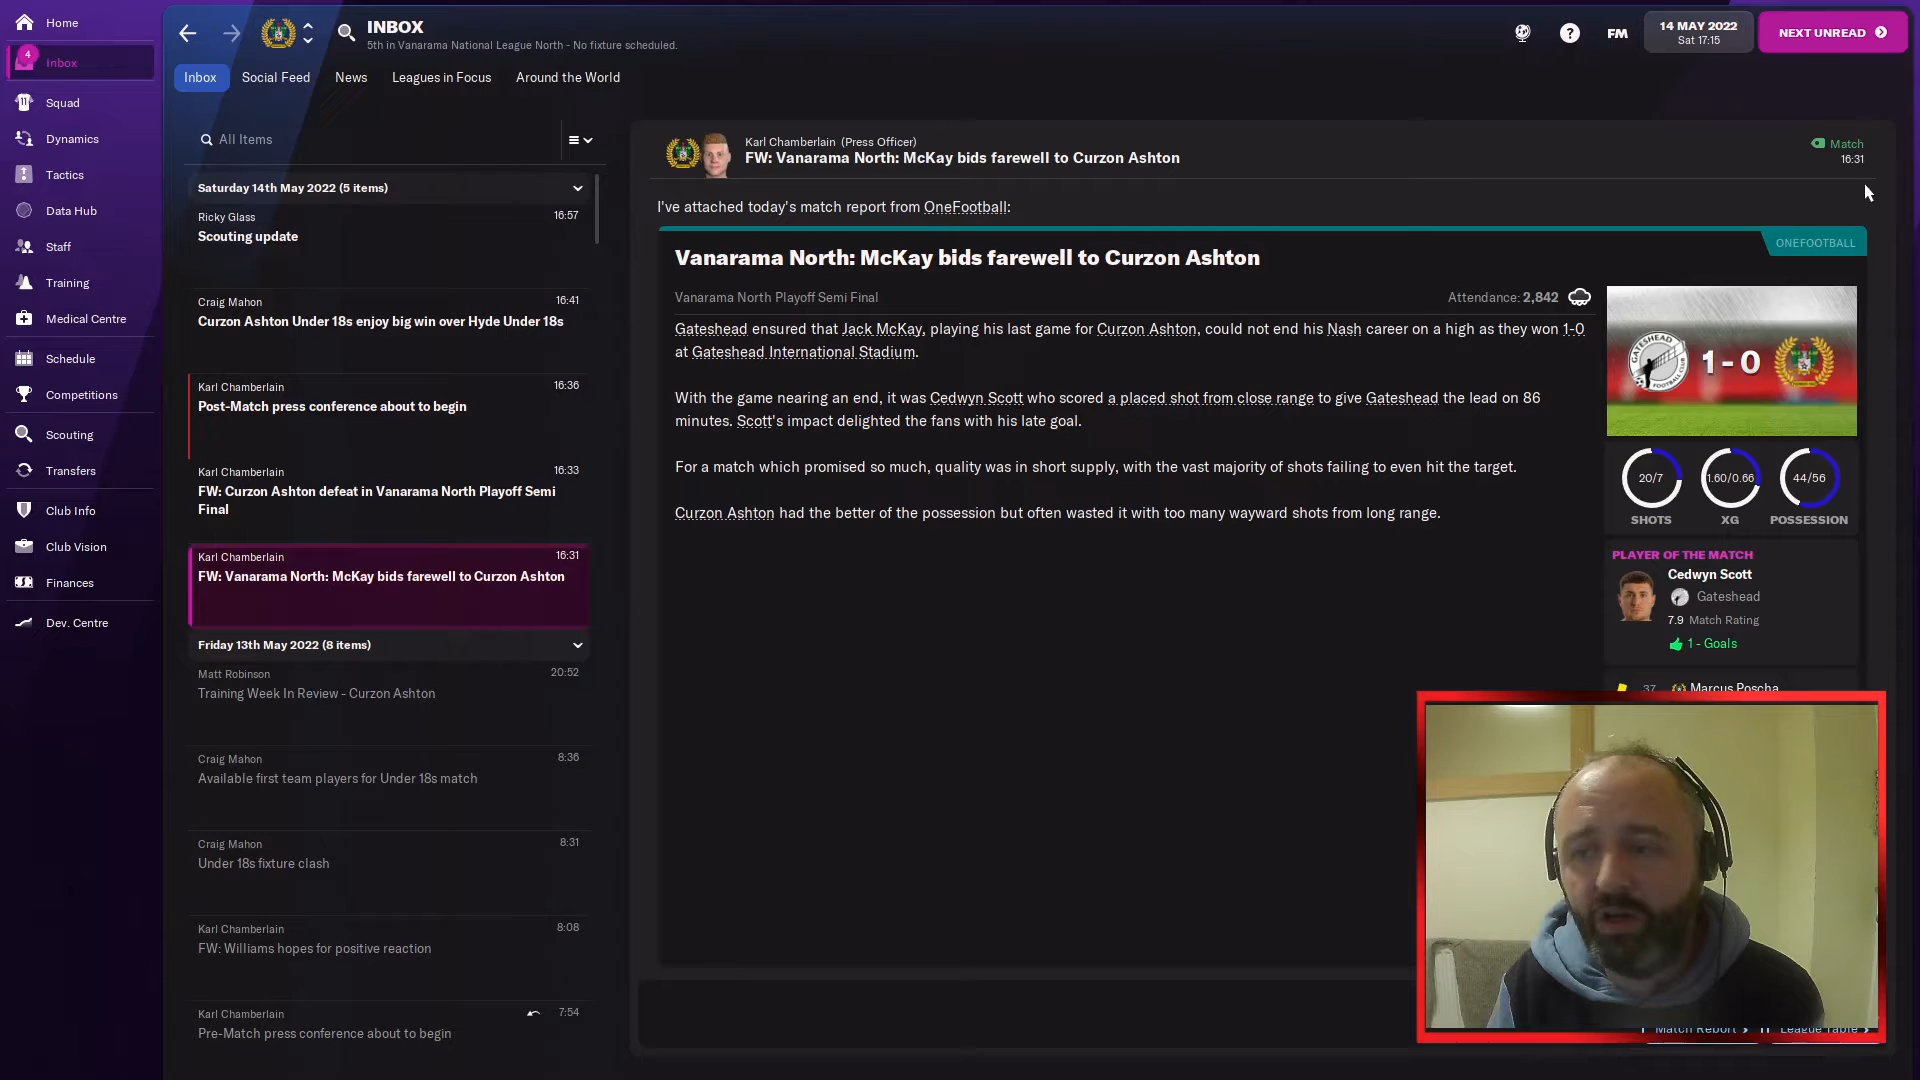 Home
4
Inbox
Squad
Dynamics
Tactics
Data Hub
Staff
Training
Medical Centre
Schedule
Competitions
Scouting
Transfers
Club Info
Club Vision
Finances
Dev. Centre
INBOX
5th in Vanarama National League North - No fixture scheduled.
?
FM
14 MAY 2022
Sat 17:15
NEXT UNREAD
Inbox
Social Feed
News
Leagues in Focus
Around the World
All Items
Saturday 14th May 2022 (5 items)
Ricky Glass
16:57
Scouting update
Craig Mahon
16:41
Curzon Ashton Under 18s enjoy big win over Hyde Under 18s
Karl Chamberlain
16:36
Post-Match press conference about to begin
Karl Chamberlain
16:33
FW: Curzon Ashton defeat in Vanarama North Playoff Semi
Final
Karl Chamberlain
16:31
FW: Vanarama North: McKay bids farewell to Curzon Ashton
Friday 13th May 2022 (8 items)
Matt Robinson
20:52
Training Week In Review - Curzon Ashton
Craig Mahon
8:36
Available first team players for Under 18s match
Craig Mahon
8:31
Under 18s fixture clash
Karl Chamberlain
8:08
FW: Williams hopes for positive reaction
Karl Chamberlain
7:54
Pre-Match press conference about to begin
Karl Chamberlain (Press Officer)
FW: Vanarama North: McKay bids farewell to Curzon Ashton
Match
16:31
I've attached today's match report from OneFootball:
ONEFOOTBALL
Vanarama North: McKay bids farewell to Curzon Ashton
Vanarama North Playoff Semi Final
Attendance: 2,842
Gateshead ensured that Jack McKay, playing his last game for Curzon Ashton, could not end his Nash career on a high as they won 1-0
at Gateshead International Stadium.
With the game nearing an end, it was Cedwyn Scott who scored a placed shot from close range to give Gateshead the lead on 86
minutes. Scott's impact delighted the fans with his late goal.
For a match which promised so much, quality was in short supply, with the vast majority of shots failing to even hit the target.
Curzon Ashton had the better of the possession but often wasted it with too many wayward shots from long range.
GATESHEAD
FOOTBALL CLUB
1 - 0
20/7
1.60/0.66
44/56
SHOTS
XG
POSSESSION
PLAYER OF THE MATCH
Cedwyn Scott
Gateshead
7.9 Match Rating
1 - Goals
37
Marcus Poscha
Match Report
League Table